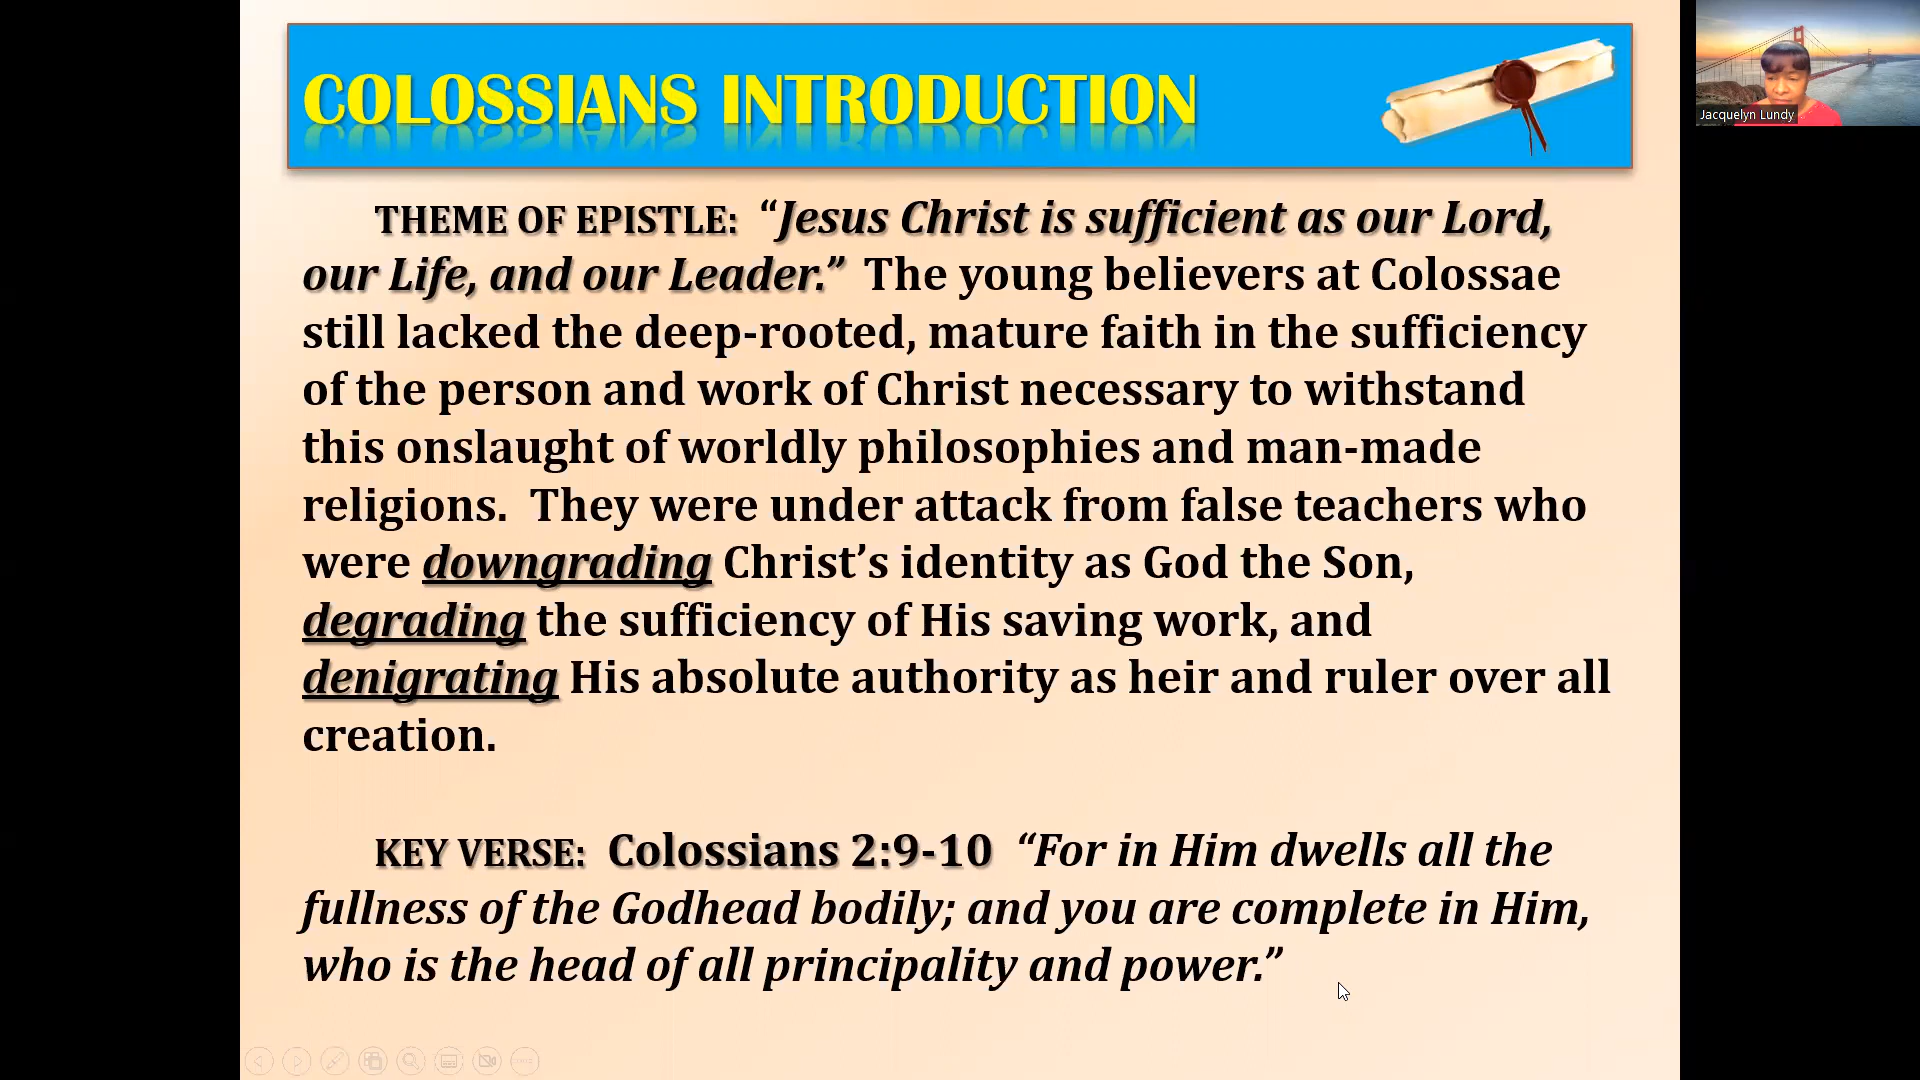 COLOSSIANS INTRODUCTION
Jacquelyn Lundy
THEME OF EPISTLE: “Jesus Christ is sufficient as our Lord,
our Life, and our Leader.” The young believers at Colossae
still lacked the deep-rooted, mature faith in the sufficiency
of the person and work of Christ necessary to withstand
this onslaught of worldly philosophies and man-made
religions. They were under attack from false teachers who
were downgrading Christ’s identity as God the Son,
degrading the sufficiency of His saving work, and
denigrating His absolute authority as heir and ruler over all
creation.
KEY VERSE: Colossians 2:9-10 “For in Him dwells all the
fullness of the Godhead bodily; and you are complete in Him,
who is the head of all principality and power.”